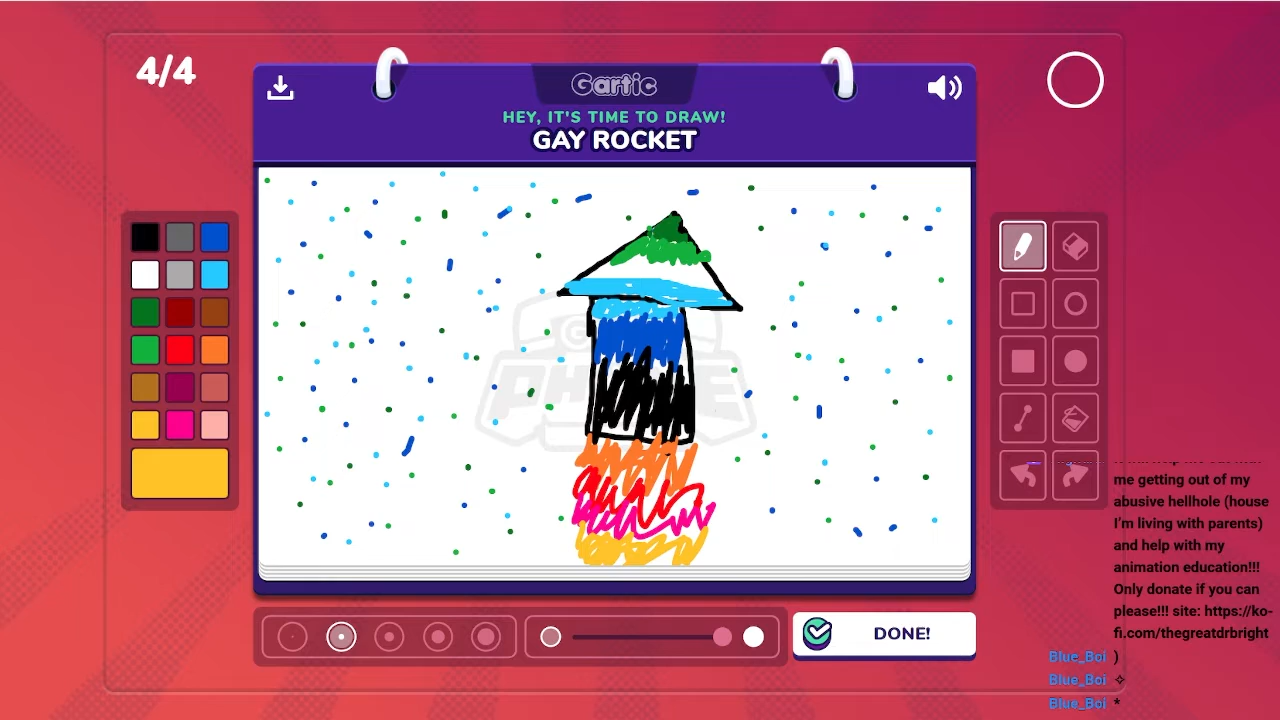 4/4
Gartic
HEY, IT'S TIME TO DRAW!
GAY ROCKET
PHONE
me getting out of my
abusive hellhole (house
I'm living with parents)
and help with my
animation education!!!
Only donate if you can
please!!! site: https://ko-
fi.com/thegreatdrbright
Blue_Boi )
Blue_Boi ✧
Blue_Boi *
DONE!